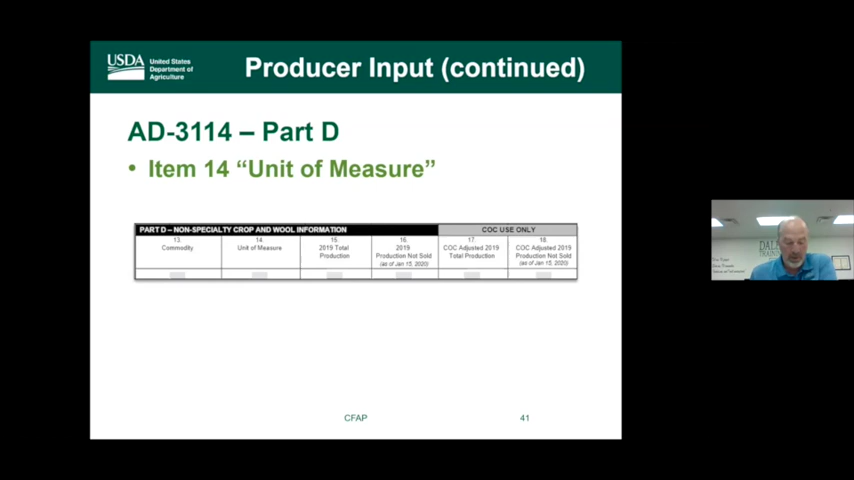 USDA
United States
Department of
Agriculture
Producer Input (continued)
AD-3114 – Part D
• Item 14 “Unit of Measure”
PART D – NON-SPECIALTY CROP AND WOOL INFORMATION COC USE ONLY
13. 14. 15. 16. 17. 18.
Commodity Unit of Measure 2019 Total 2019 COC Adjusted 2019 COC Adjusted 2019
Production Production Not Sold Total Production Production Not Sold
(as of Jan 15, 2020) (as of Jan 15, 2020)
CFAP 41